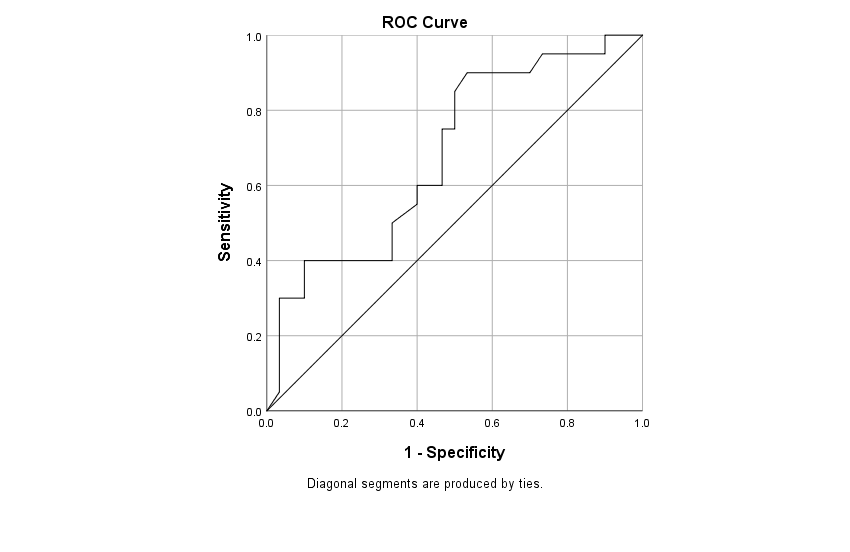 ROC Curve
1.0
0.8
0.6
0.4
0.2
0.0
Sensitivity
0.0 0.2 0.4 0.6 0.8 1.0
1 - Specificity
Diagonal segments are produced by ties.